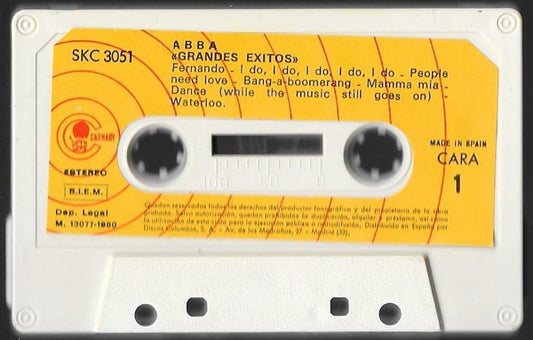 SKC 3051
ABBA
«GRANDES EXITOS»
Fernando - I do, I do, I do, I do, I do - People
need love - Bang-a-boomerang - Mamma mia -
Dance (while the music still goes on) -
Waterloo.
CARNABY
ESTEREO
B.I.E.M.
Dep. Legal
M. 13077-1980
MADE IN SPAIN
CARA
1
100 50 0
Quedan reservados todos los derechos del productor fonográfico y del propietario de la obra
grabada. Salvo autorización, quedan prohibidos la duplicación, alquiler y préstamo, así como
la utilización de esta cinta para la ejecución pública o radiodifusión. Distribuida en España por
Discos Columbia, S. A. - Av. de los Madroños, 27 - Madrid (33).